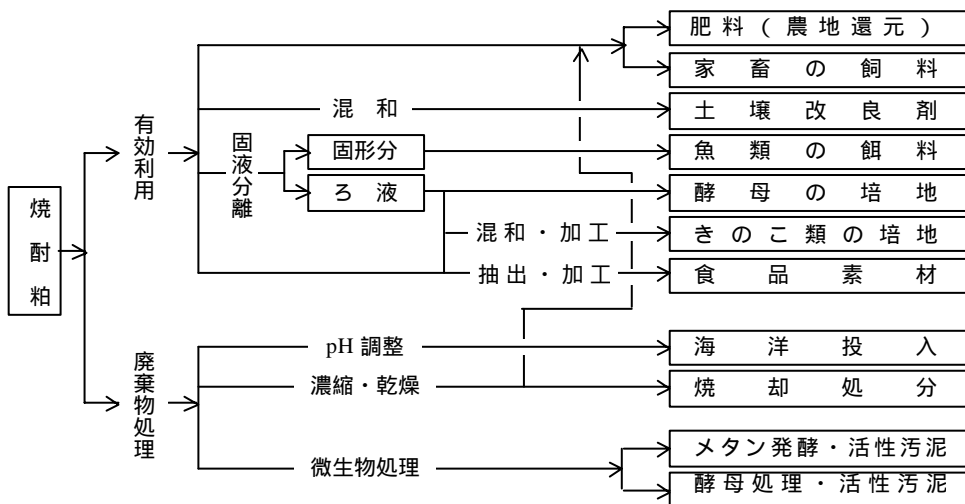 肥料(農地還元)
家畜の飼料
混和
土壌改良剤
有効利用
固液分離
固形分
魚類の餌料
ろ液
酵母の培地
焼酎粕
混和・加工
きのこ類の培地
抽出・加工
食品素材
廃棄物処理
pH 調整
海洋投入
濃縮・乾燥
焼却処分
微生物処理
メタン発酵・活性汚泥
酵母処理・活性汚泥